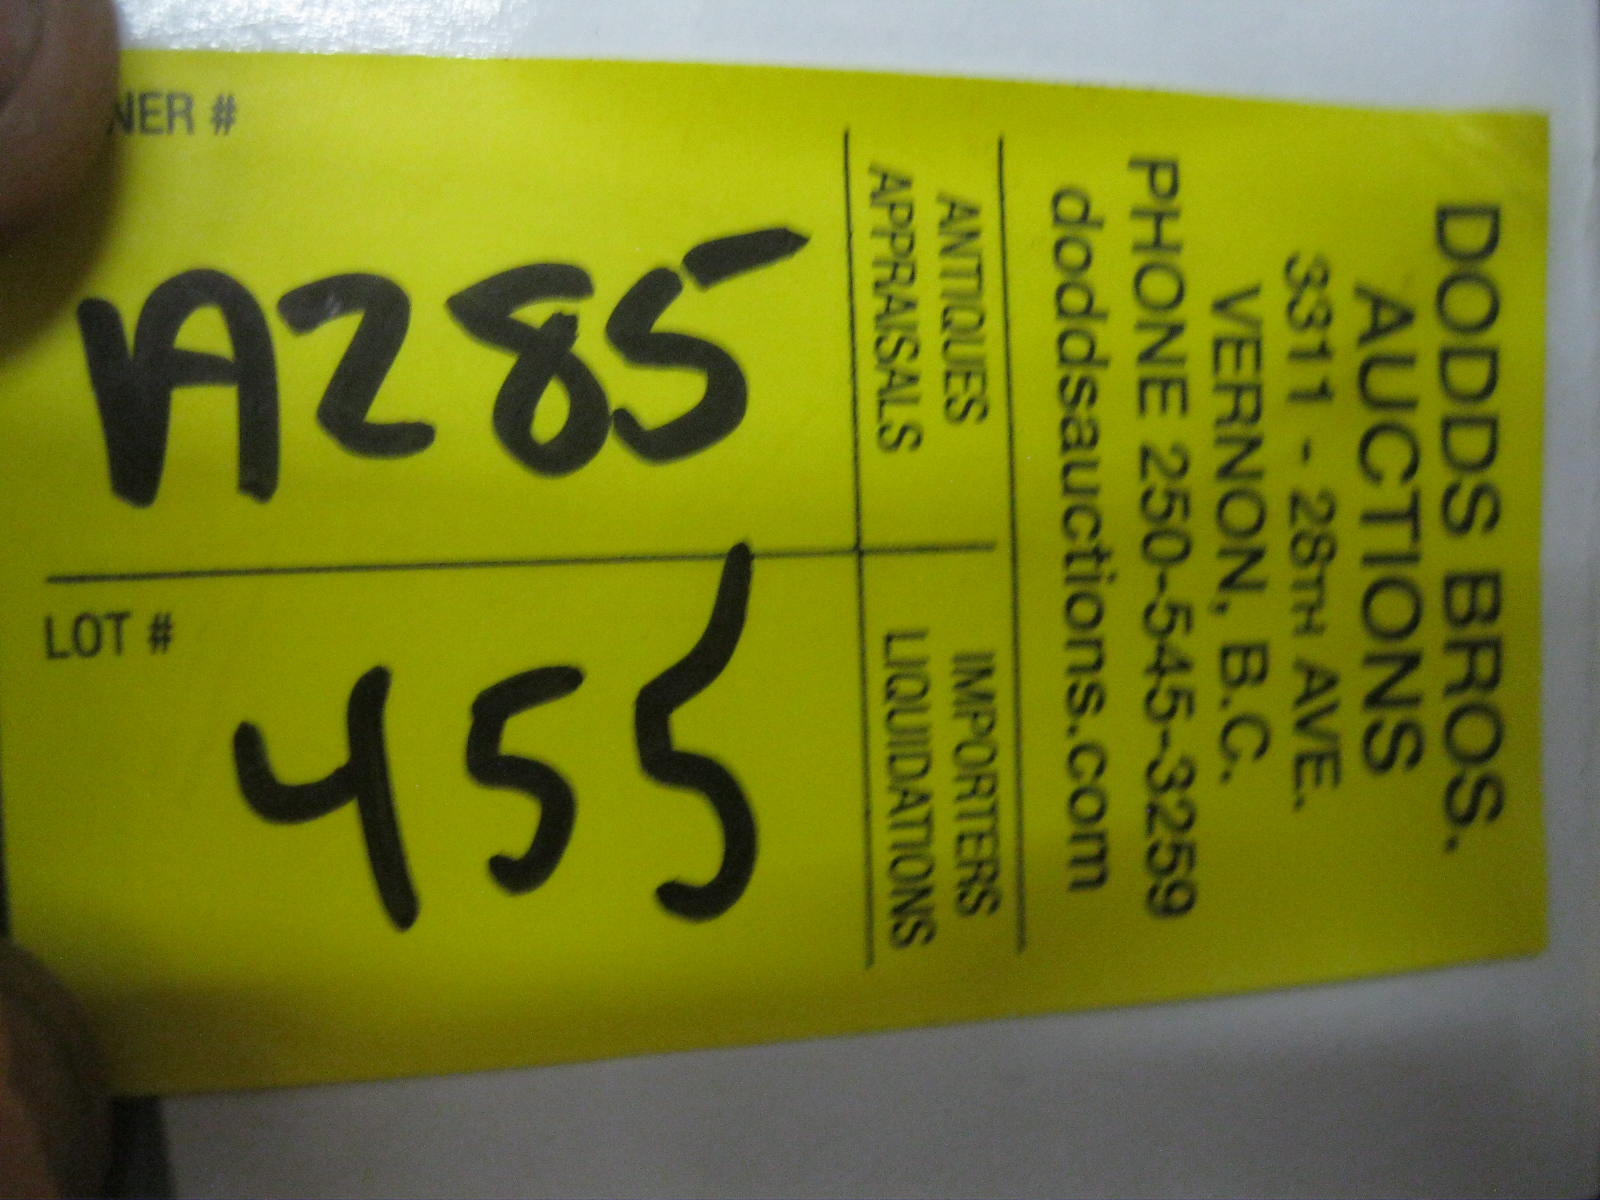 DODDS BROS.
AUCTIONS
3311 - 28TH AVE.
VERNON, B.C.
PHONE 250-545-3259
doddsauctions.com
ANTIQUES
APPRAISALS
IMPORTERS
LIQUIDATIONS
NER #
A285
LOT #
455